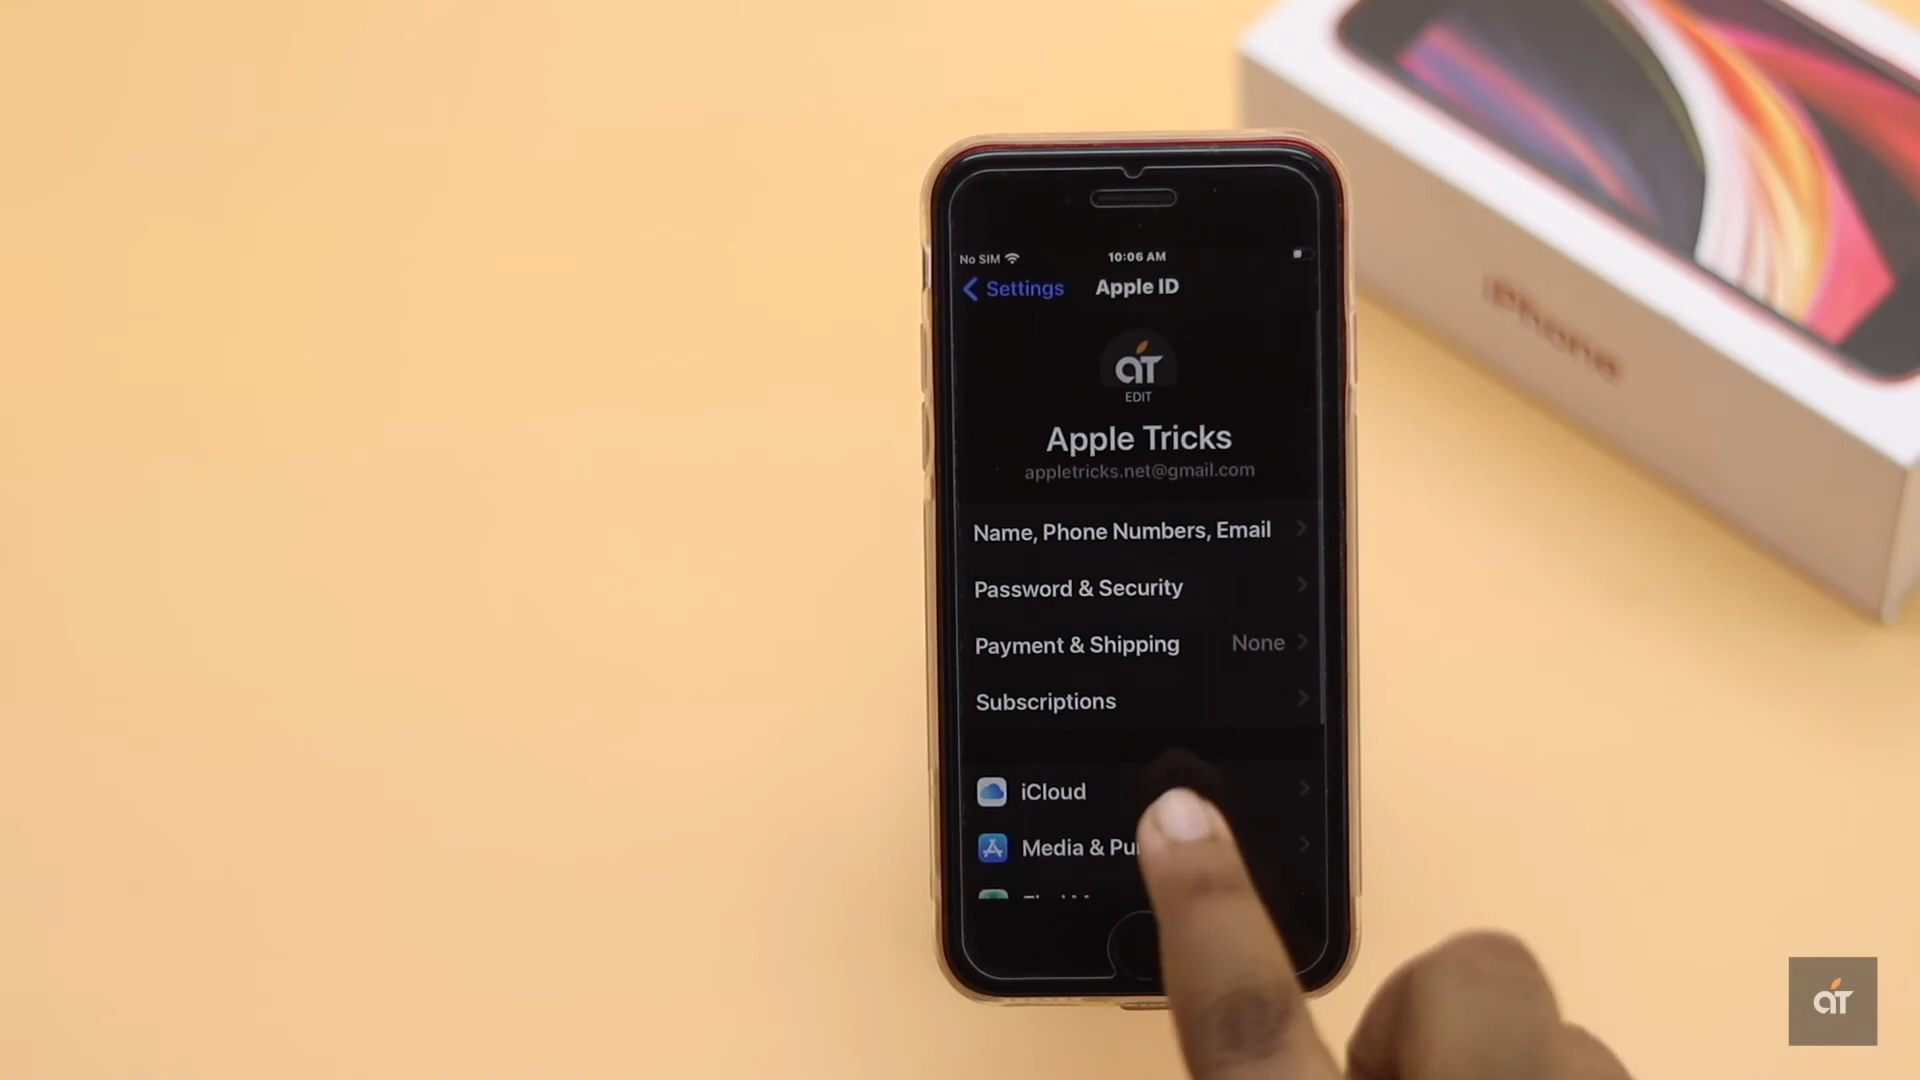 iPhone
No SIM 10:06 AM
Settings Apple ID
aT
EDIT
Apple Tricks
appletricks.net@gmail.com
Name, Phone Numbers, Email
Password & Security
Payment & Shipping None
Subscriptions
iCloud
Media & Pu
aT